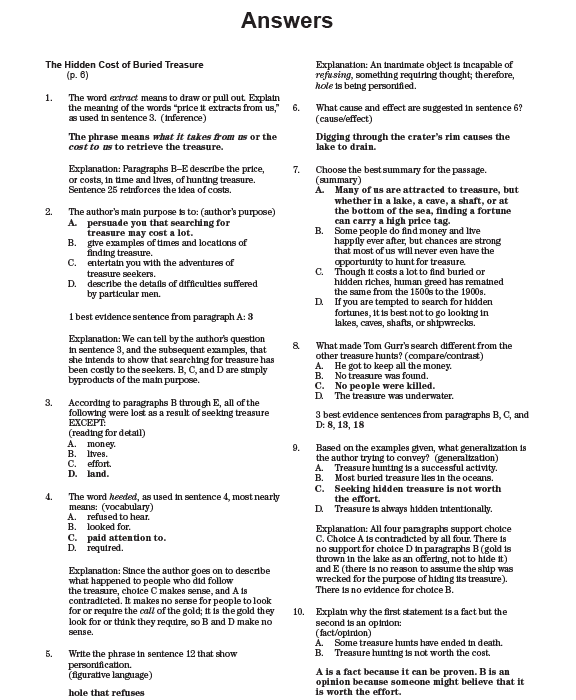 Answers
The Hidden Cost of Buried Treasure
(p. 6)
1. The word extract means to draw or pull out. Explain
the meaning of the words “price it extracts from us,”
as used in sentence 3. (inference)
The phrase means what it takes from us or the
cost to us to retrieve the treasure.
Explanation: Paragraphs B–E describe the price,
or costs, in time and lives, of hunting treasure.
Sentence 25 reinforces the idea of costs.
2. The author's main purpose is to: (author's purpose)
A. persuade you that searching for
treasure may cost a lot.
B. give examples of times and locations of
finding treasure.
C. entertain you with the adventures of
treasure seekers.
D. describe the details of difficulties suffered
by particular men.
1 best evidence sentence from paragraph A: 3
Explanation: We can tell by the author's question
in sentence 3, and the subsequent examples, that
she intends to show that searching for treasure has
been costly to the seekers. B, C, and D are simply
byproducts of the main purpose.
3. According to paragraphs B through E, all of the
following were lost as a result of seeking treasure
EXCEPT:
(reading for detail)
A. money.
B. lives.
C. effort.
D. land.
4. The word heeded, as used in sentence 4, most nearly
means: (vocabulary)
A. refused to hear.
B. looked for.
C. paid attention to.
D. required.
Explanation: Since the author goes on to describe
what happened to people who did follow
the treasure, choice C makes sense, and A is
contradicted. It makes no sense for people to look
for or require the call of the gold; it is the gold they
look for or think they require, so B and D make no
sense.
5. Write the phrase in sentence 12 that show
personification.
(figurative language)
hole that refuses
Explanation: An inanimate object is incapable of
refusing, something requiring thought; therefore,
hole is being personified.
6. What cause and effect are suggested in sentence 6?
(cause/effect)
Digging through the crater's rim causes the
lake to drain.
7. Choose the best summary for the passage.
(summary)
A. Many of us are attracted to treasure, but
whether in a lake, a cave, a shaft, or at
the bottom of the sea, finding a fortune
can carry a high price tag.
B. Some people do find money and live
happily ever after, but chances are strong
that most of us will never even have the
opportunity to hunt for treasure.
C. Though it costs a lot to find buried or
hidden riches, human greed has remained
the same from the 1500s to the 1900s.
D. If you are tempted to search for hidden
fortunes, it is best not to go looking in
lakes, caves, shafts, or shipwrecks.
8. What made Tom Gurr's search different from the
other treasure hunts? (compare/contrast)
A. He got to keep all the money.
B. No treasure was found.
C. No people were killed.
D. The treasure was underwater.
3 best evidence sentences from paragraphs B, C, and
D: 8, 13, 18
9. Based on the examples given, what generalization is
the author trying to convey? (generalization)
A. Treasure hunting is a successful activity.
B. Most buried treasure lies in the oceans.
C. Seeking hidden treasure is not worth
the effort.
D. Treasure is always hidden intentionally.
Explanation: All four paragraphs support choice
C. Choice A is contradicted by all four. There is
no support for choice D in paragraphs B (gold is
thrown in the lake as an offering, not to hide it)
and E (there is no reason to assume the ship was
wrecked for the purpose of hiding its treasure).
There is no evidence for choice B.
10. Explain why the first statement is a fact but the
second is an opinion:
(fact/opinion)
A. Some treasure hunts have ended in death.
B. Treasure hunting is not worth the cost.
A is a fact because it can be proven. B is an
opinion because someone might believe that it
is worth the effort.